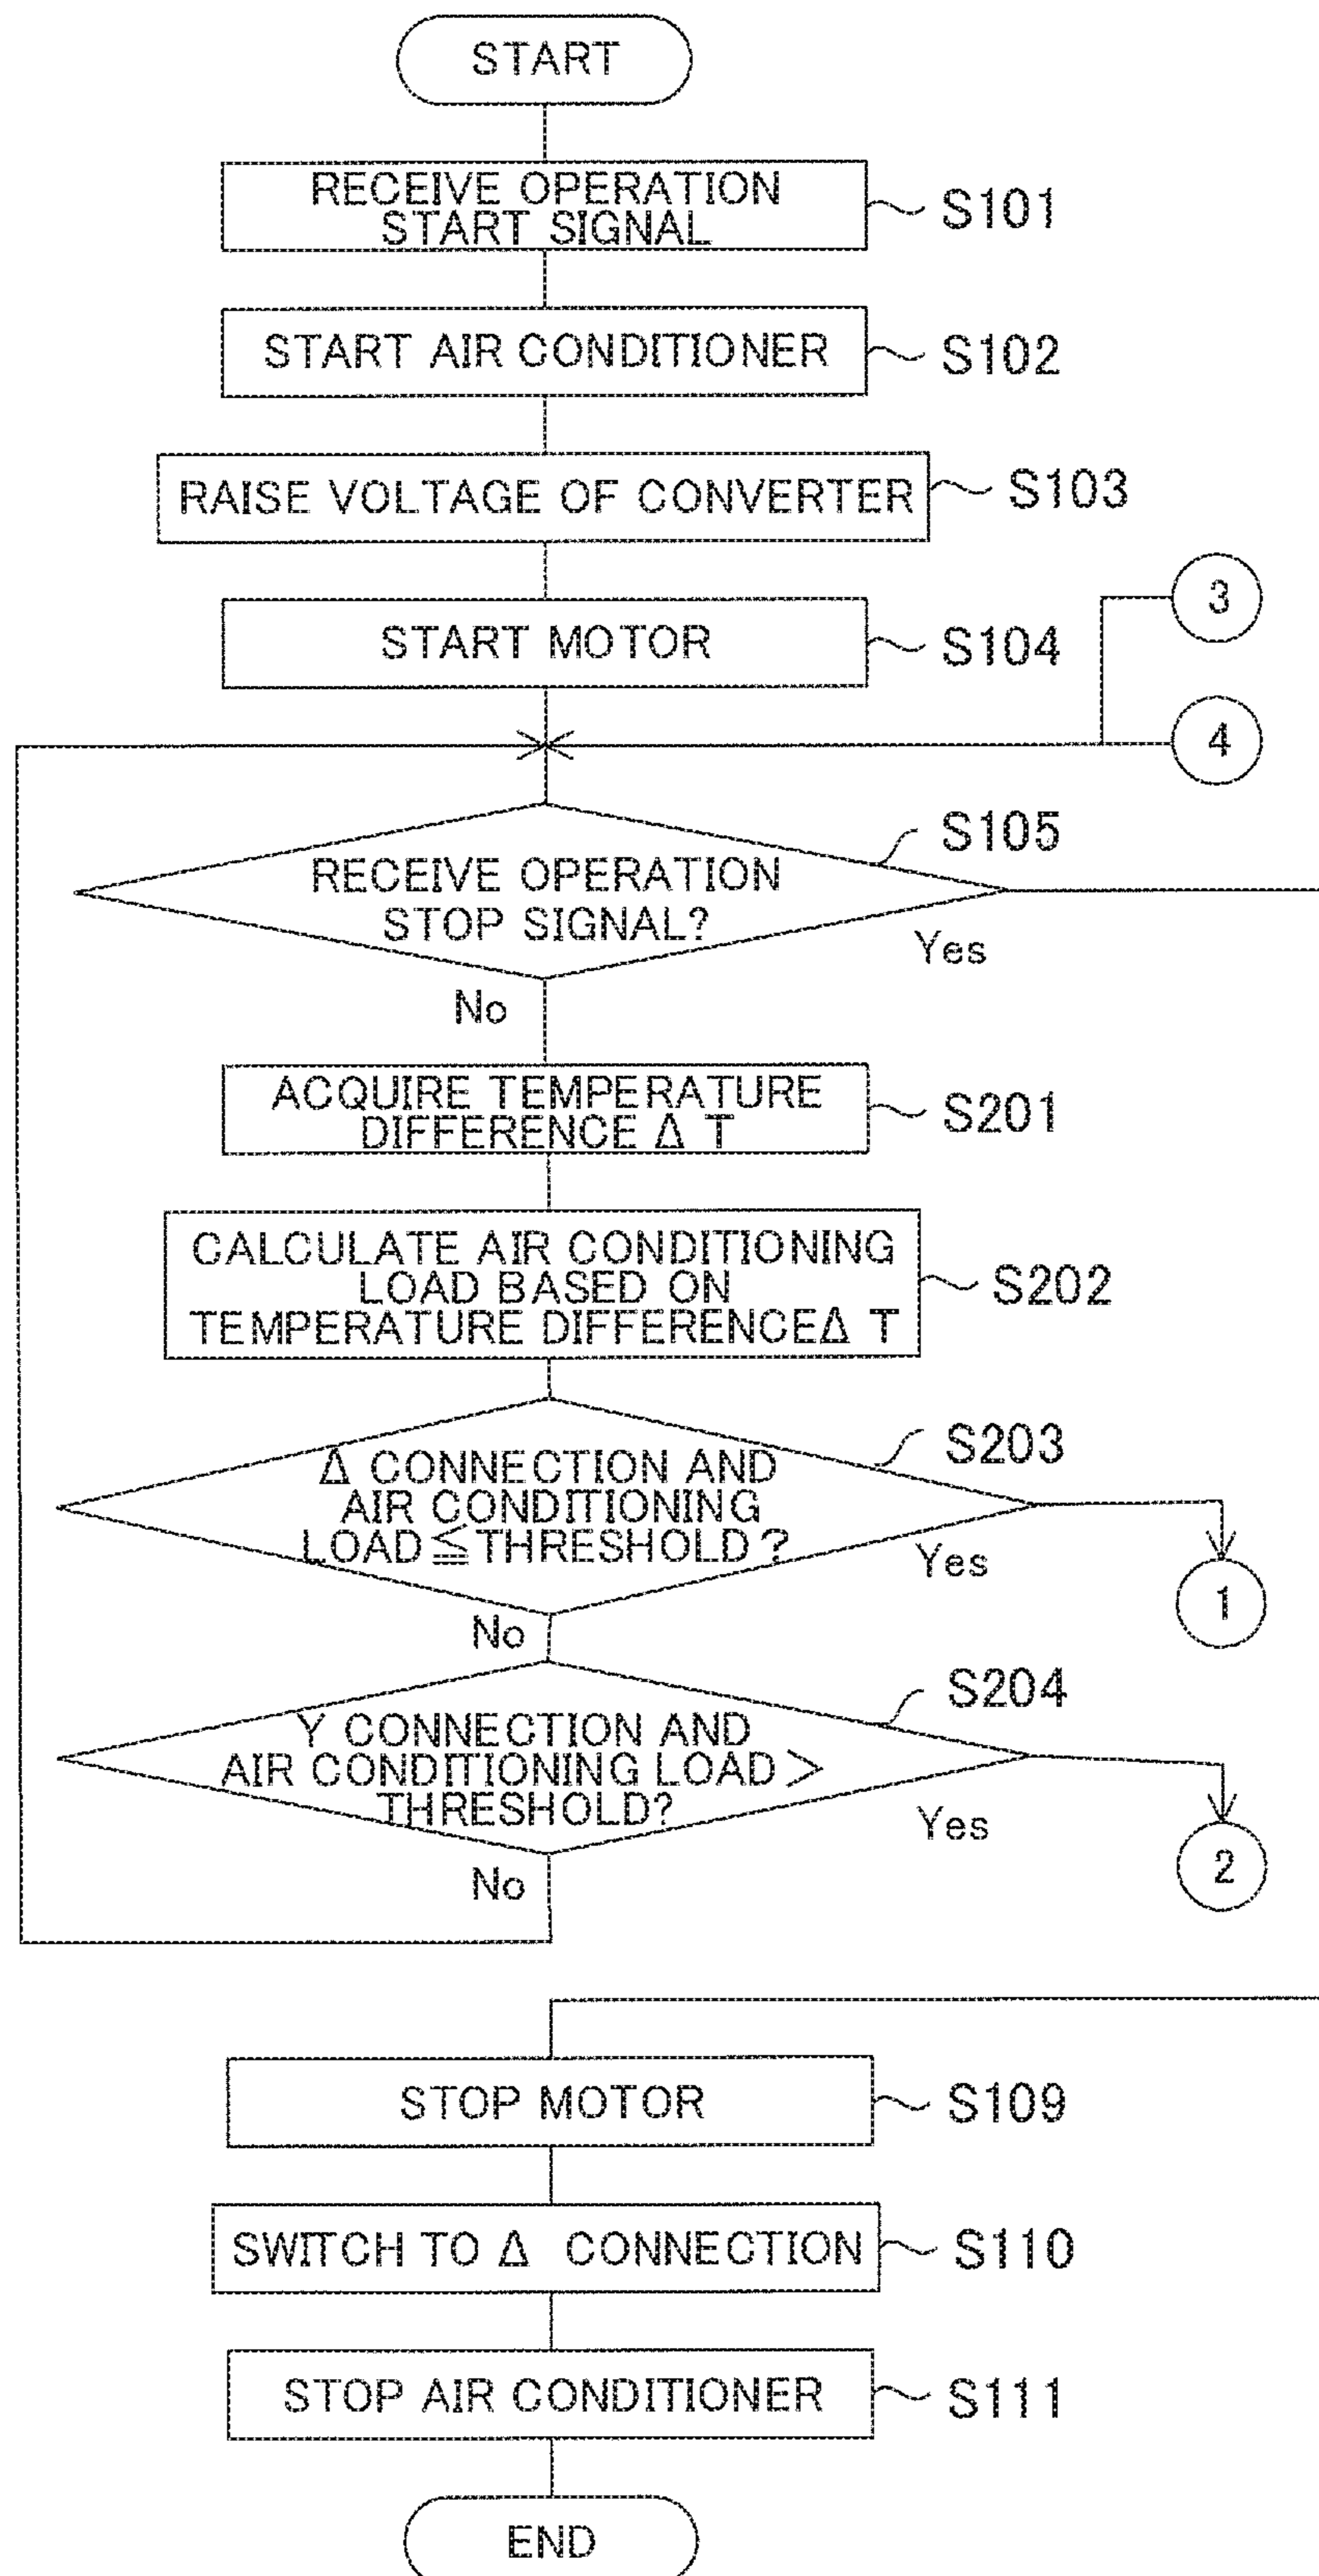 START
RECEIVE OPERATION
START SIGNAL
S101
START AIR CONDITIONER
S102
RAISE VOLTAGE OF CONVERTER
S103
START MOTOR
S104
3
4
RECEIVE OPERATION
STOP SIGNAL?
S105
Yes
No
ACQUIRE TEMPERATURE
DIFFERENCE Δ T
S201
CALCULATE AIR CONDITIONING
LOAD BASED ON
TEMPERATURE DIFFERENCEΔ T
S202
Δ CONNECTION AND
AIR CONDITIONING
LOAD≦THRESHOLD?
S203
Yes
1
No
Y CONNECTION AND
AIR CONDITIONING LOAD>
THRESHOLD?
S204
Yes
2
No
STOP MOTOR
S109
SWITCH TO Δ CONNECTION
S110
STOP AIR CONDITIONER
S111
END